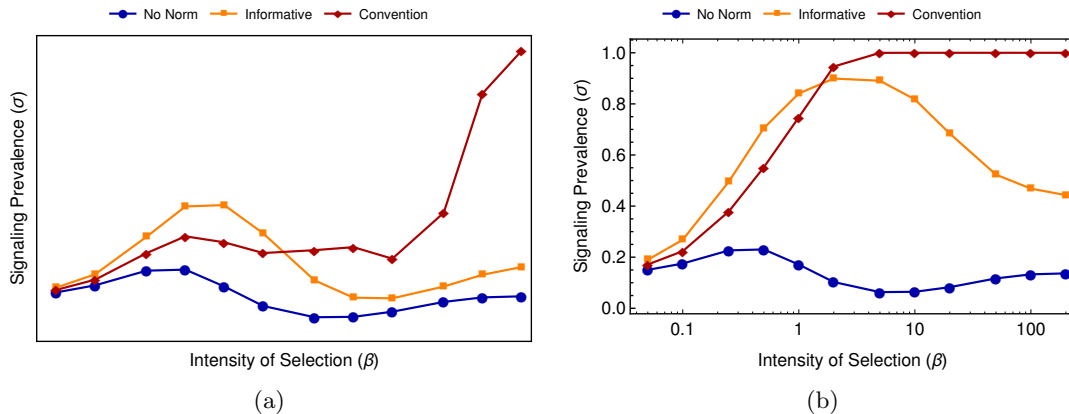 No Norm Informative Convention
Signaling Prevalence (σ)
Intensity of Selection (β)
(a)
No Norm Informative Convention
Signaling Prevalence (σ)
1.0
0.8
0.6
0.4
0.2
0.0
0.1 1 10 100
Intensity of Selection (β)
(b)